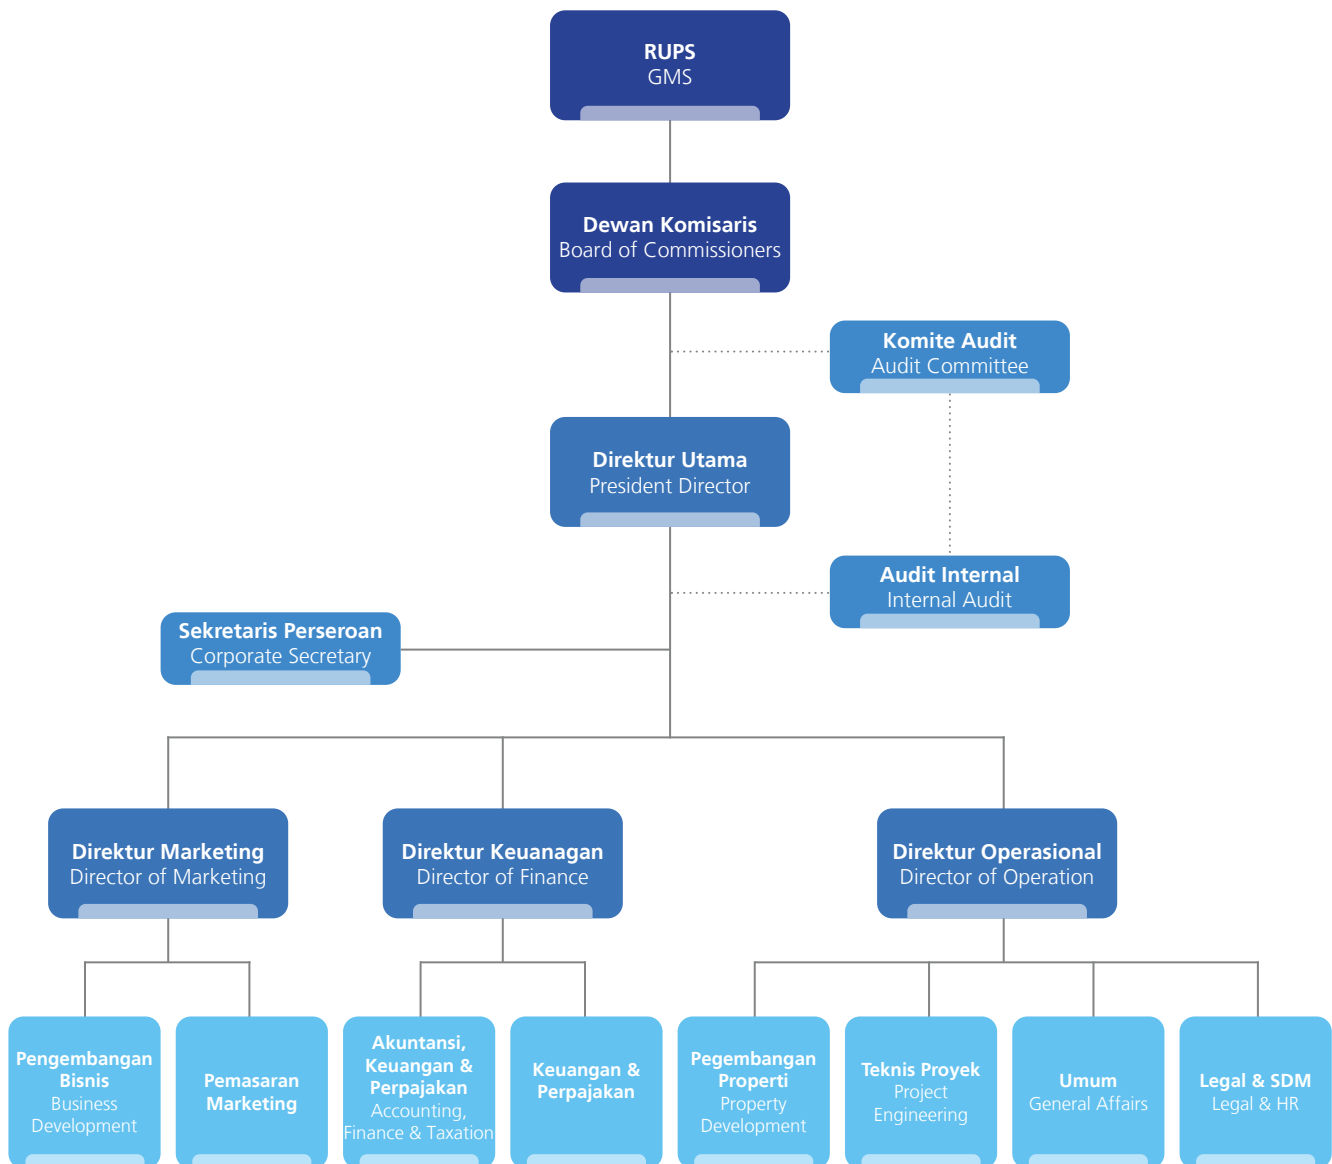 RUPS
GMS
Dewan Komisaris
Board of Commissioners
Komite Audit
Audit Committee
Direktur Utama
President Director
Audit Internal
Internal Audit
Sekretaris Perseroan
Corporate Secretary
Direktur Marketing
Director of Marketing
Direktur Keuanagan
Director of Finance
Direktur Operasional
Director of Operation
Pengembangan
Bisnis
Business
Development
Pemasaran
Marketing
Akuntansi,
Keuangan &
Perpajakan
Accounting,
Finance & Taxation
Keuangan &
Perpajakan
Pegembangan
Properti
Property
Development
Teknis Proyek
Project
Engineering
Umum
General Affairs
Legal & SDM
Legal & HR